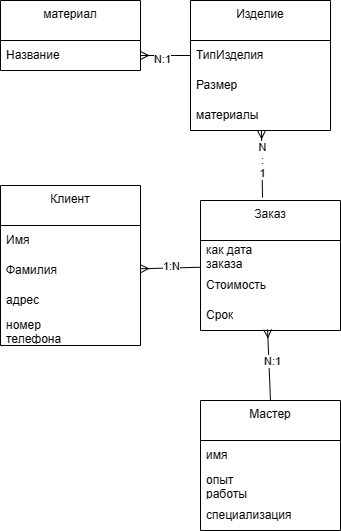 материал
Название
Изделие
ТипИзделия
Размер
материалы
N:1
N
:
1
Клиент
Имя
Фамилия
адрес
номер
телефона
1:N
Заказ
как дата
заказа
Стоимость
Срок
N:1
Мастер
имя
опыт
работы
специализация